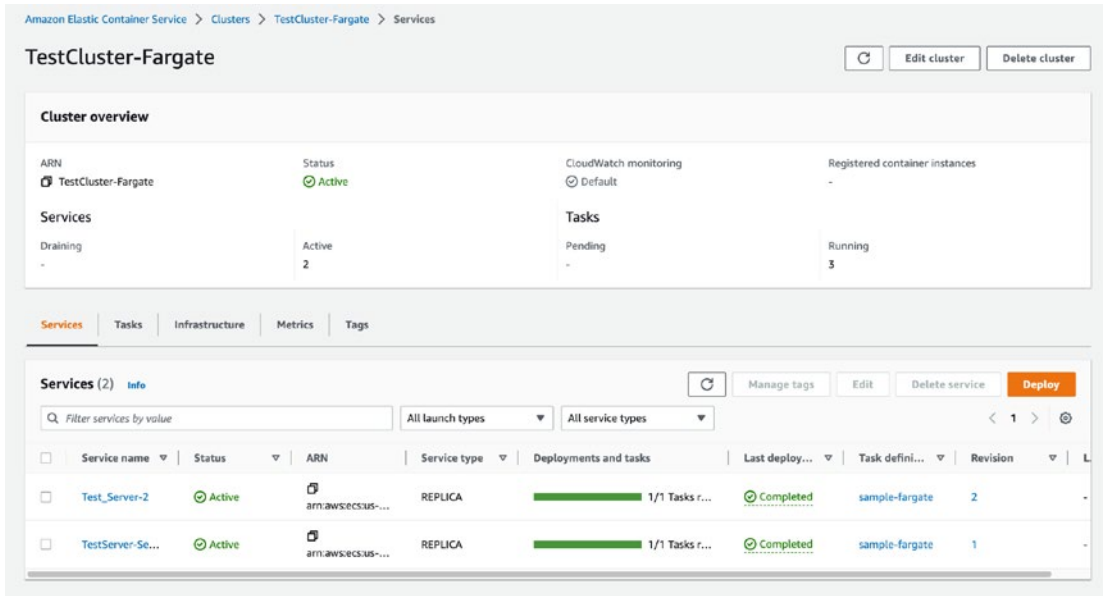 Amazon Elastic Container Service > Clusters > TestCluster-Fargate > Services
TestCluster-Fargate
Edit cluster
Delete cluster
Cluster overview
ARN
Status
CloudWatch monitoring
Registered container instances
TestCluster-Fargate
Active
Default
-
Services
Tasks
Draining
Active
Pending
Running
-
2
-
3
Services
Tasks
Infrastructure
Metrics
Tags
Services (2) Info
Manage tags
Edit
Delete service
Deploy
Filter services by value
All launch types
All service types
< 1 >
Service name
Status
ARN
Service type
Deployments and tasks
Last deploy...
Task defini...
Revision
L
Test_Server-2
Active
arn:aws:ecs:us-...
REPLICA
1/1 Tasks r...
Completed
sample-fargate
2
-
TestServer-Se...
Active
arn:aws:ecs:us-...
REPLICA
1/1 Tasks r...
Completed
sample-fargate
1
-